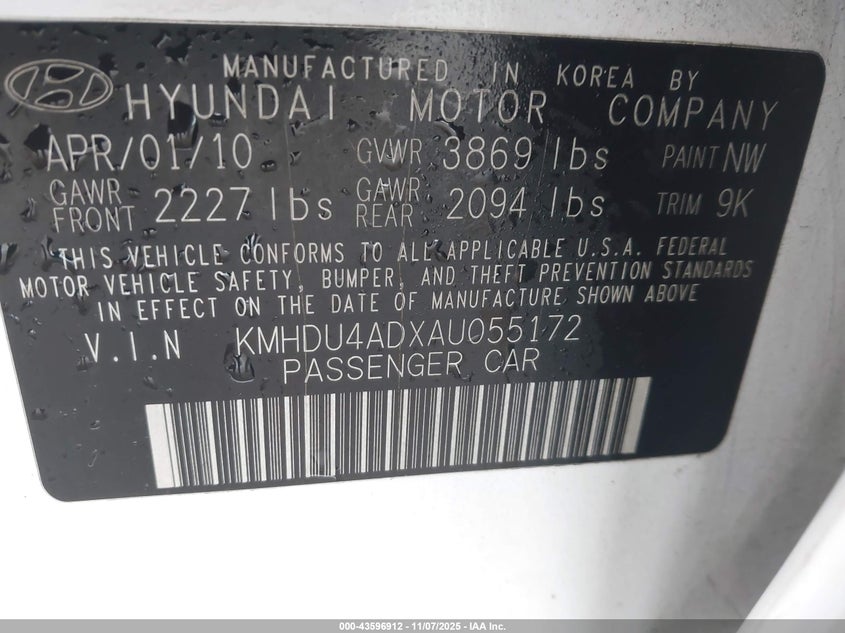 MANUFACTURED IN KOREA BY
HYUNDAI MOTOR COMPANY
APR/01/10 GVWR 3869 lbs PAINT NW
GAWR FRONT 2227 lbs GAWR REAR 2094 lbs TRIM 9K
THIS VEHICLE CONFORMS TO ALL APPLICABLE U.S.A. FEDERAL
MOTOR VEHICLE SAFETY, BUMPER, AND THEFT PREVENTION STANDARDS
IN EFFECT ON THE DATE OF MANUFACTURE SHOWN ABOVE
V.I.N KMHDU4ADXAU055172
PASSENGER CAR
000-43596912 - 11/07/2025 - IAA Inc.